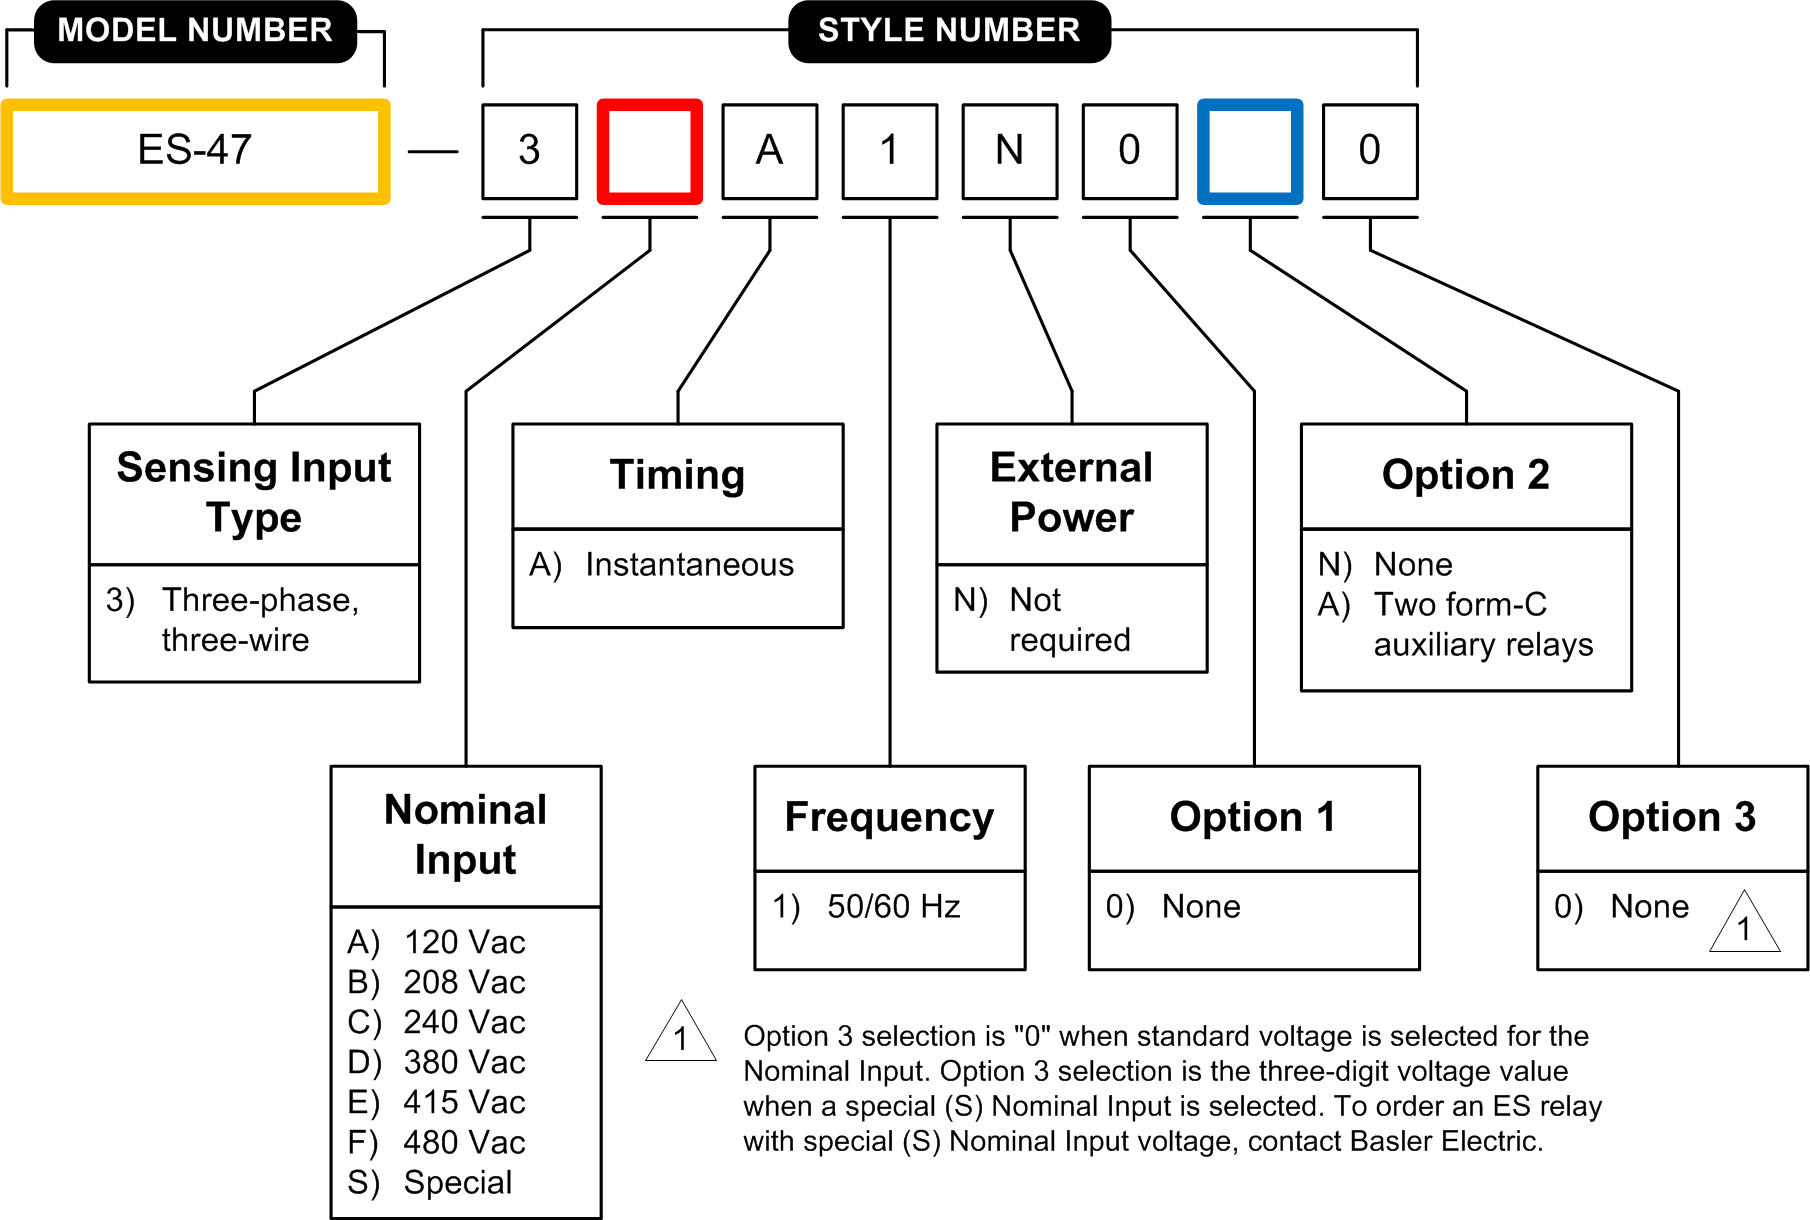 MODEL NUMBER
STYLE NUMBER
ES-47 — 3 A 1 N 0 0
Sensing Input
Type
3) Three-phase,
three-wire
Timing
A) Instantaneous
External
Power
N) Not
required
Option 2
N) None
A) Two form-C
auxiliary relays
Nominal
Input
A) 120 Vac
B) 208 Vac
C) 240 Vac
D) 380 Vac
E) 415 Vac
F) 480 Vac
S) Special
Frequency
1) 50/60 Hz
Option 1
0) None
Option 3
0) None 1
1 Option 3 selection is "0" when standard voltage is selected for the
Nominal Input. Option 3 selection is the three-digit voltage value
when a special (S) Nominal Input is selected. To order an ES relay
with special (S) Nominal Input voltage, contact Basler Electric.